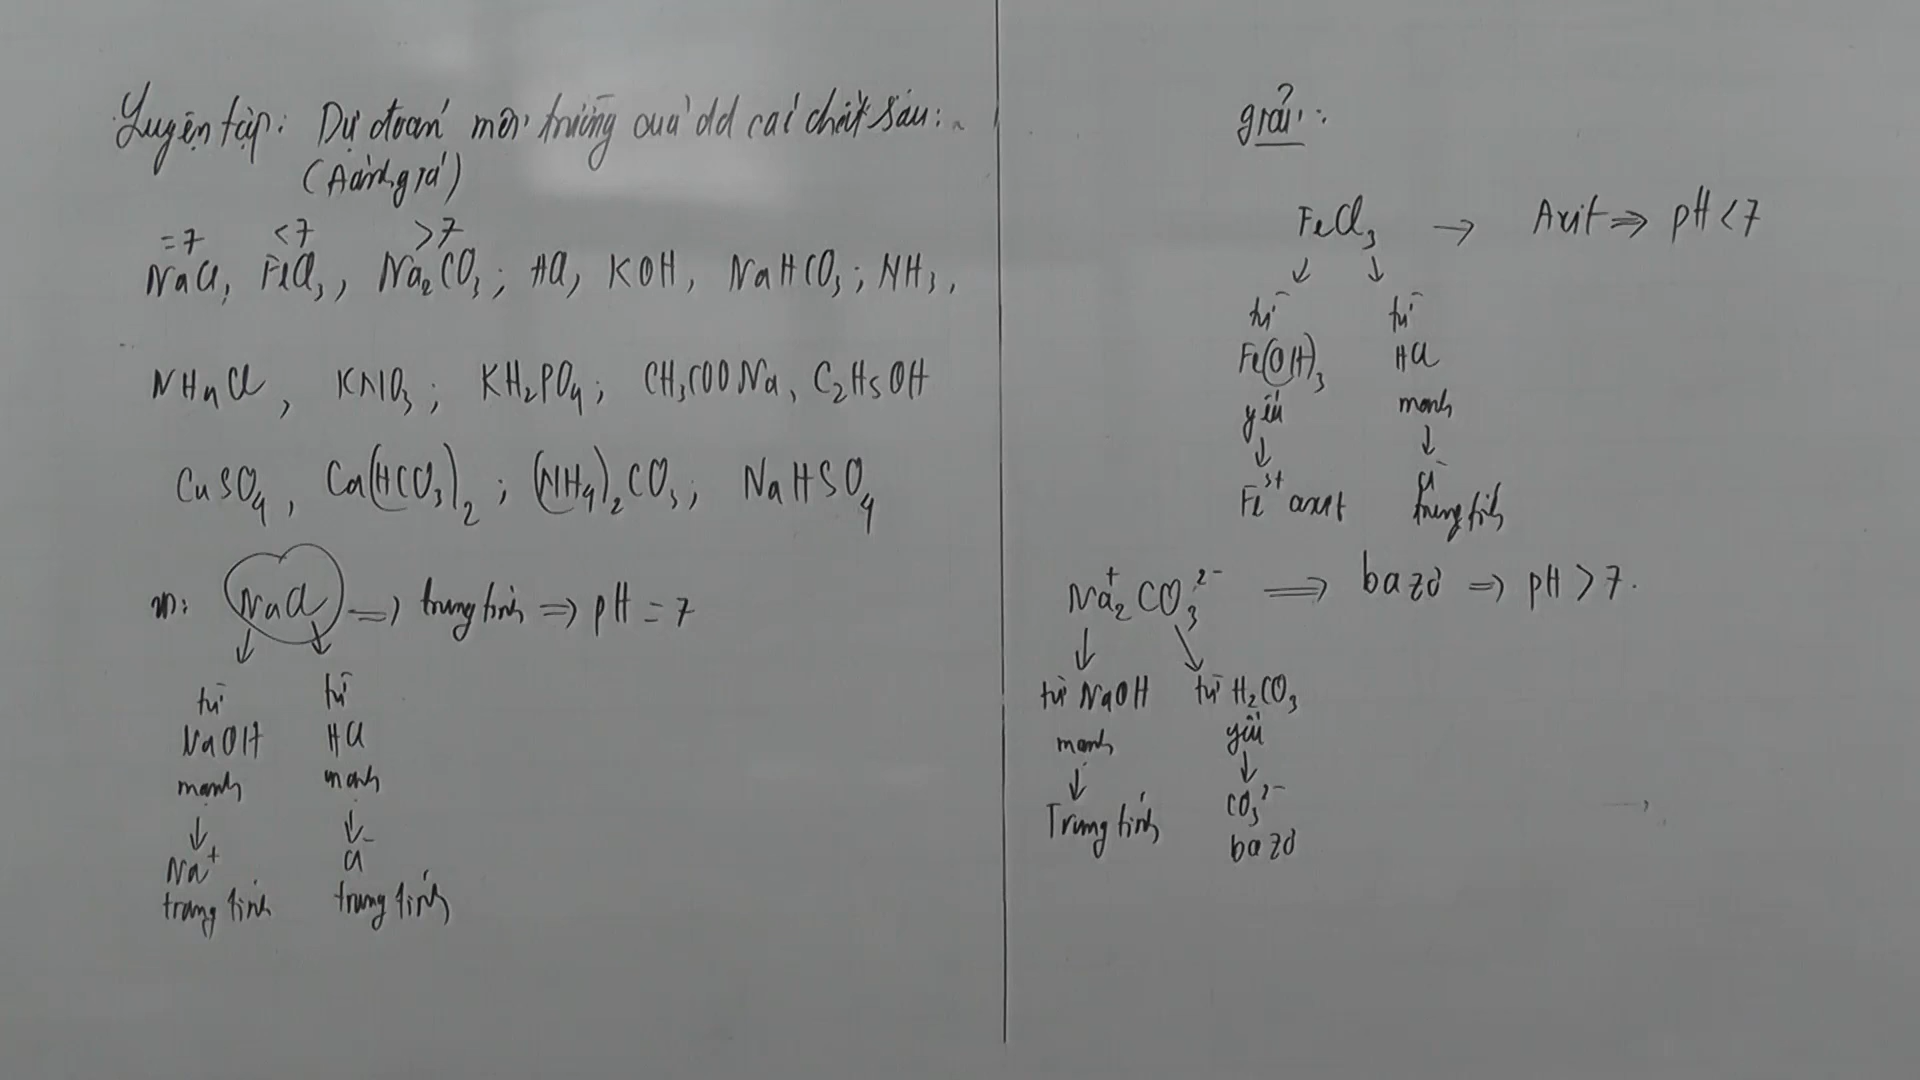 Luyện tập: Dự đoán môi trường của dd các chất sau:
(Đánh giá)
=7 <7 >7
NaCl, FeCl₃, Na₂CO₃; HCl, KOH, NaHCO₃; NH₃,
NH₄Cl, KNO₃; KH₂PO₄; CH₃COONa, C₂H₅OH
CuSO₄, Ca(HCO₃)₂; (NH₄)₂CO₃; NaHSO₄
NaCl ⇒ trung tính ⇒ pH = 7
↓ ↓
từ từ
NaOH HCl
mạnh mạnh
↓ ↓
Na⁺ Cl⁻
trung tính trung tính
giải:
FeCl₃ → Axit ⇒ pH < 7
↓ ↓
từ từ
Fe(OH)₃ HCl
yếu mạnh
↓ ↓
Fe³⁺ axit Cl⁻ trung tính
Na₂⁺CO₃²⁻ ⇒ bazơ ⇒ pH > 7.
↓ ↘
từ NaOH từ H₂CO₃
mạnh yếu
↓ ↓
Trung tính CO₃²⁻
bazơ